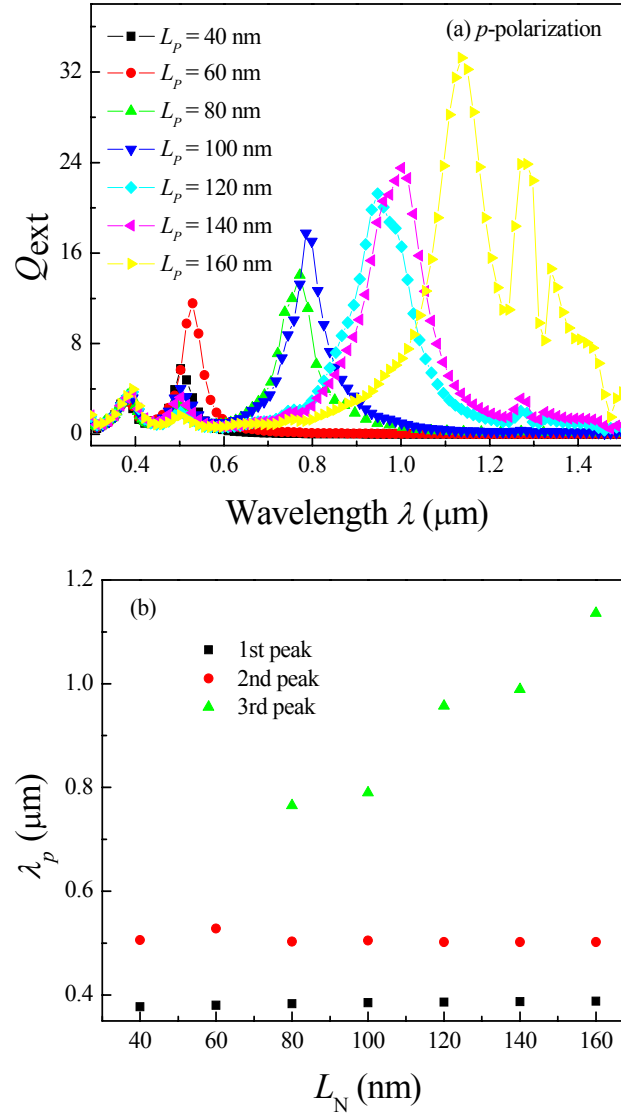 (a) p-polarization
L_P = 40 nm
L_P = 60 nm
L_P = 80 nm
L_P = 100 nm
L_P = 120 nm
L_P = 140 nm
L_P = 160 nm
36
24
12
0
Q_ext
0.4 0.6 0.8 1.0 1.2 1.4
Wavelength λ (μm)
(b)
1st peak
2nd peak
3rd peak
1.2
1.0
0.8
0.6
0.4
λ_p (μm)
40 60 80 100 120 140 160
L_N (nm)